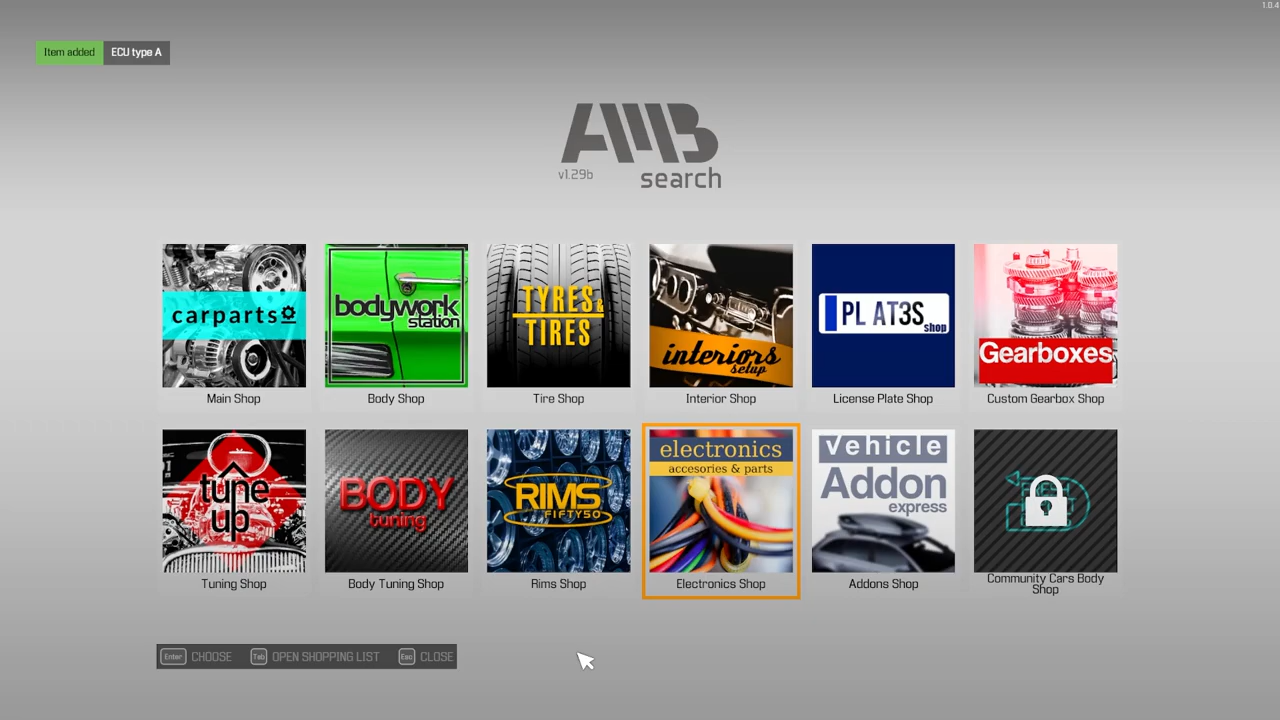 1.0.4
Item added ECU type A
AMB
v1.29b search
carparts
bodywork
station
TYRES&
TIRES
interiors
setup
PL AT3S
shop
Gearboxes
Main Shop
Body Shop
Tire Shop
Interior Shop
License Plate Shop
Custom Gearbox Shop
tune
up
BODY
tuning
RIMS
FIFTY50
electronics
accesories & parts
vehicle
Addon
express
Tuning Shop
Body Tuning Shop
Rims Shop
Electronics Shop
Addons Shop
Community Cars Body
Shop
Enter CHOOSE Tab OPEN SHOPPING LIST Esc CLOSE